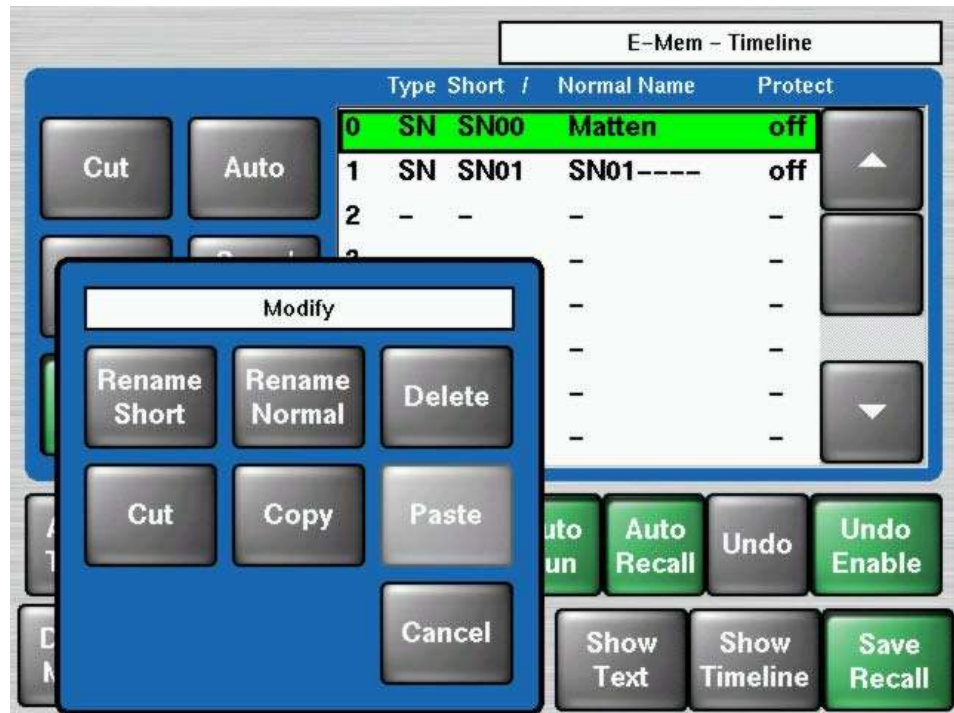 E-Mem - Timeline
Type Short / Normal Name Protect
Cut Auto
0 SN SN00 Matten off
1 SN SN01 SN01---- off
2 - - - -
- -
- -
- -
- -
- -
Modify
Rename Short
Rename Normal
Delete
Cut
Copy
Paste
Cancel
Auto Recall
Undo
Undo Enable
Show Text
Show Timeline
Save Recall